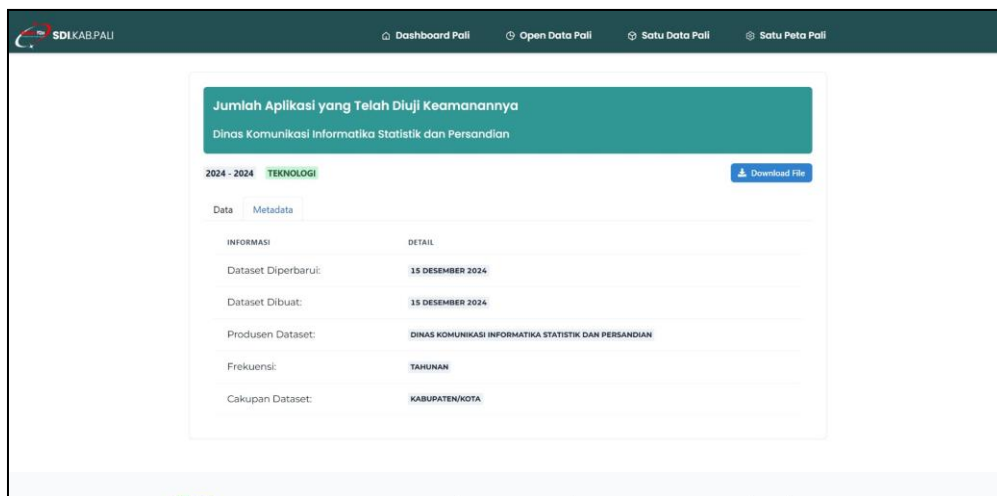 SDI.KAB.PALI
Dashboard Pali Open Data Pali Satu Data Pali Satu Peta Pali
Jumlah Aplikasi yang Telah Diuji Keamanannya
Dinas Komunikasi Informatika Statistik dan Persandian
2024 - 2024 TEKNOLOGI Download File
Data Metadata
INFORMASI DETAIL
Dataset Diperbarui: 15 DESEMBER 2024
Dataset Dibuat: 15 DESEMBER 2024
Produsen Dataset: DINAS KOMUNIKASI INFORMATIKA STATISTIK DAN PERSANDIAN
Frekuensi: TAHUNAN
Cakupan Dataset: KABUPATEN/KOTA